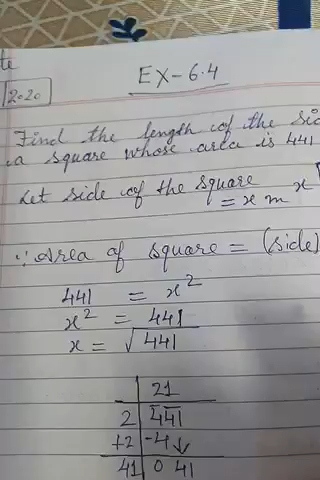 te
2020
EX-6.4
Find the length of the
a square whose area is 441
Let side of the square
= x m x
∵ Area of square = (side)
441 = x²
x² = 441
x = √441
21
2 441
+2 -4↓
41 0 41